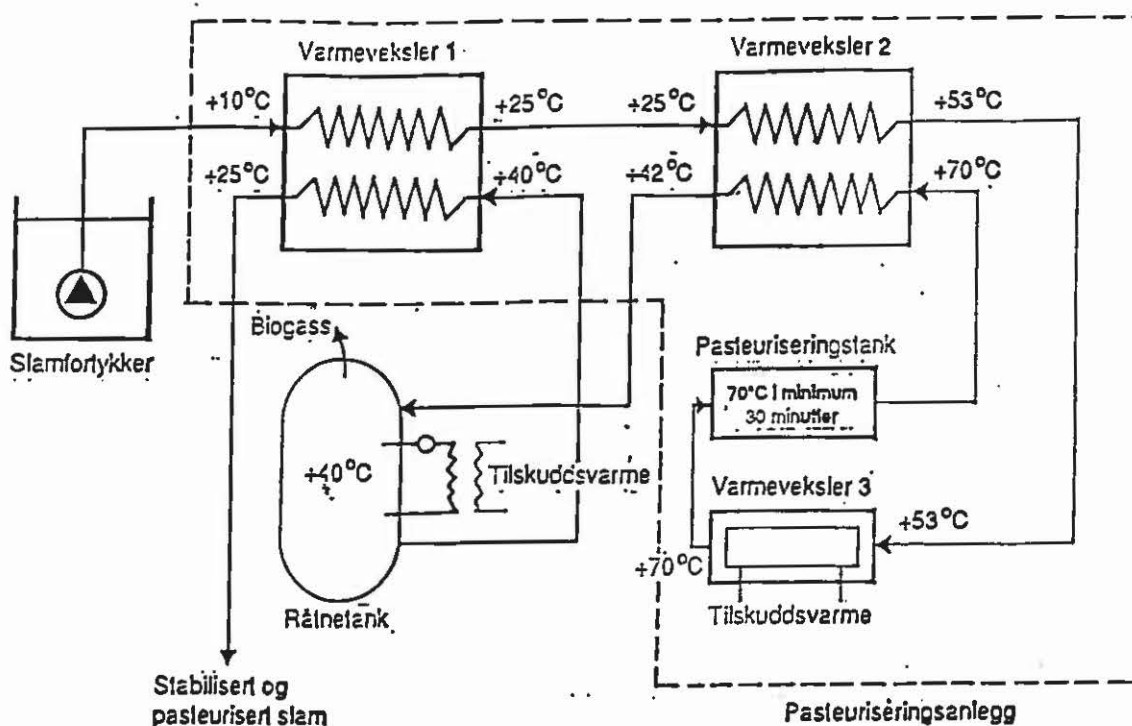 Varmeveksler 1
Varmeveksler 2
+10°C
+25°C
+25°C
+53°C
+25°C
+40°C
+42°C
+70°C
Slamfortykker
Biogass
Pasteuriseringstank
70°C i minimum
30 minutter
+40°C
Tilskuddsvarme
Varmeveksler 3
+53°C
+70°C
Tilskuddsvarme
Råtnetank
Stabilisert og
pasteurisert slam
Pasteuriseringsanlegg